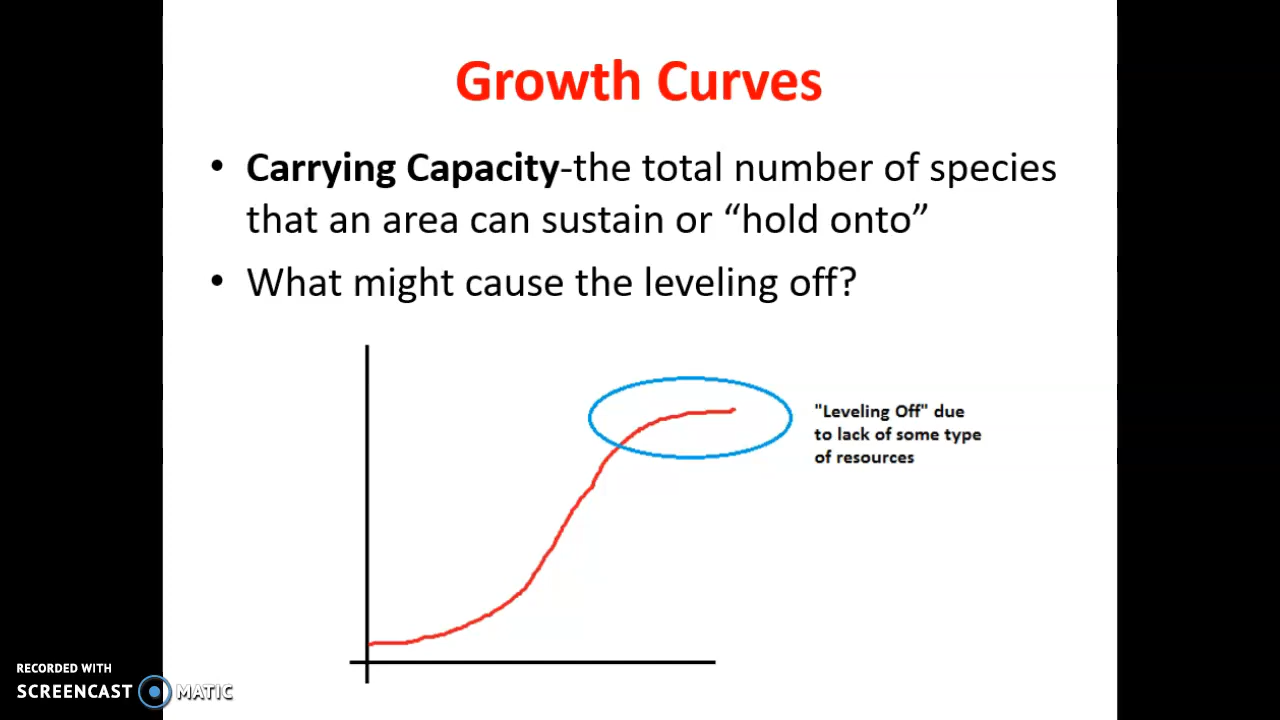 Growth Curves
• Carrying Capacity-the total number of species
that an area can sustain or “hold onto”
• What might cause the leveling off?
"Leveling Off" due
to lack of some type
of resources
RECORDED WITH
SCREENCAST MATIC